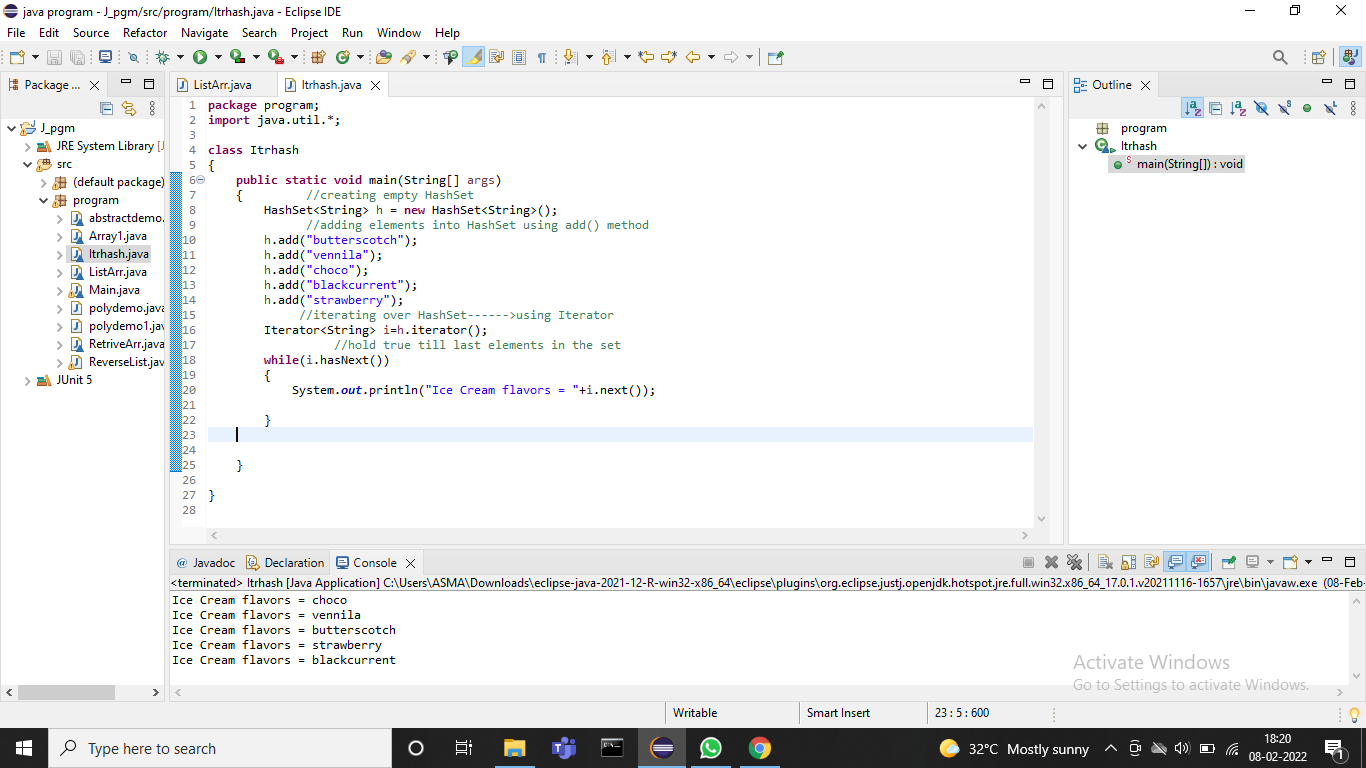 java program - J_pgm/src/program/Itrhash.java - Eclipse IDE
File Edit Source Refactor Navigate Search Project Run Window Help
Package ...
ListArr.java
Itrhash.java
Outline
J_pgm
JRE System Library [J
src
(default package)
program
abstractdemo.
Array1.java
Itrhash.java
ListArr.java
Main.java
polydemo.java
polydemo1.jav
RetriveArr.java
ReverseList.jav
JUnit 5
1 package program;
2 import java.util.*;
3
4 class Itrhash
5 {
6 public static void main(String[] args)
7 { //creating empty HashSet
8 HashSet<String> h = new HashSet<String>();
9 //adding elements into HashSet using add() method
10 h.add("butterscotch");
11 h.add("vennila");
12 h.add("choco");
13 h.add("blackcurrent");
14 h.add("strawberry");
15 //iterating over HashSet------>using Iterator
16 Iterator<String> i=h.iterator();
17 //hold true till last elements in the set
18 while(i.hasNext())
19 {
20 System.out.println("Ice Cream flavors = "+i.next());
21
22 }
23
24
25 }
26
27 }
28
program
Itrhash
main(String[]) : void
Javadoc Declaration Console
<terminated> Itrhash [Java Application] C:\Users\ASMA\Downloads\eclipse-java-2021-12-R-win32-x86_64\eclipse\plugins\org.eclipse.justj.openjdk.hotspot.jre.full.win32.x86_64_17.0.1.v20211116-1657\jre\bin\javaw.exe (08-Feb-
Ice Cream flavors = choco
Ice Cream flavors = vennila
Ice Cream flavors = butterscotch
Ice Cream flavors = strawberry
Ice Cream flavors = blackcurrent
Activate Windows
Go to Settings to activate Windows.
Writable Smart Insert 23 : 5 : 600
Type here to search
32°C Mostly sunny
18:20
08-02-2022
1